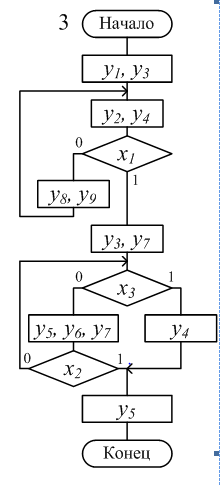 3 Начало
y1, y3
y2, y4
0 x1
1
y8, y9
y3, y7
0 x3 1
y5, y6, y7 y4
0 x2 1
y5
Конец